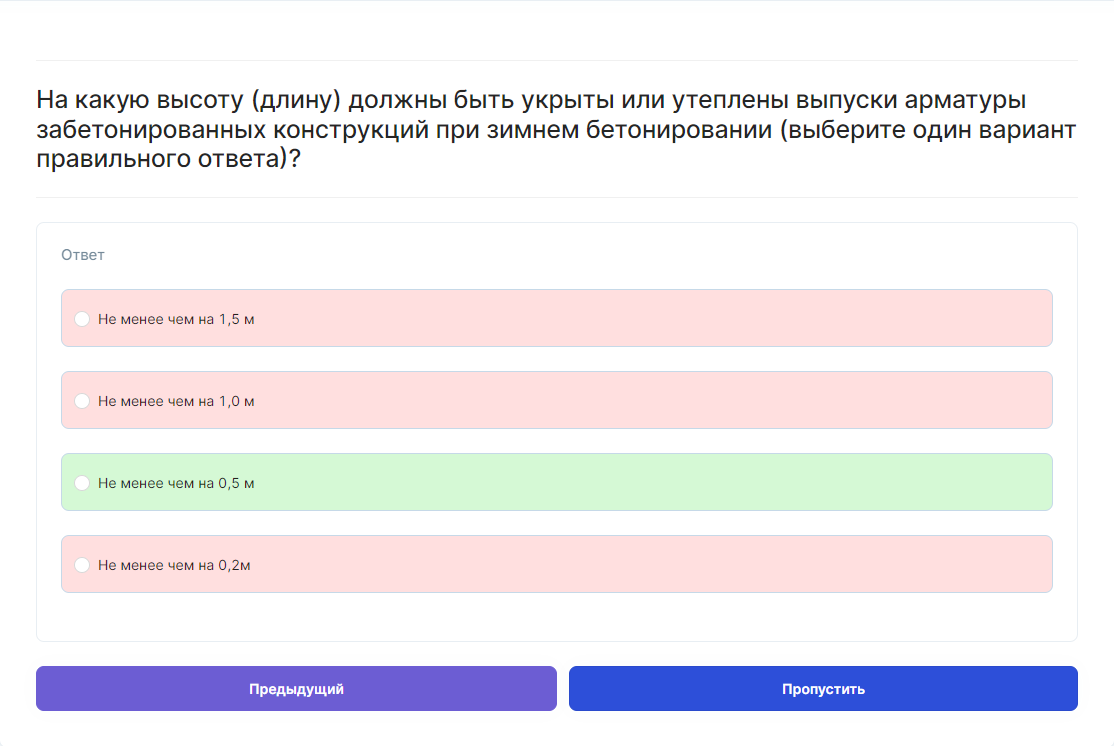 На какую высоту (длину) должны быть укрыты или утеплены выпуски арматуры
забетонированных конструкций при зимнем бетонировании (выберите один вариант
правильного ответа)?
Ответ
Не менее чем на 1,5 м
Не менее чем на 1,0 м
Не менее чем на 0,5 м
Не менее чем на 0,2м
Предыдущий
Пропустить